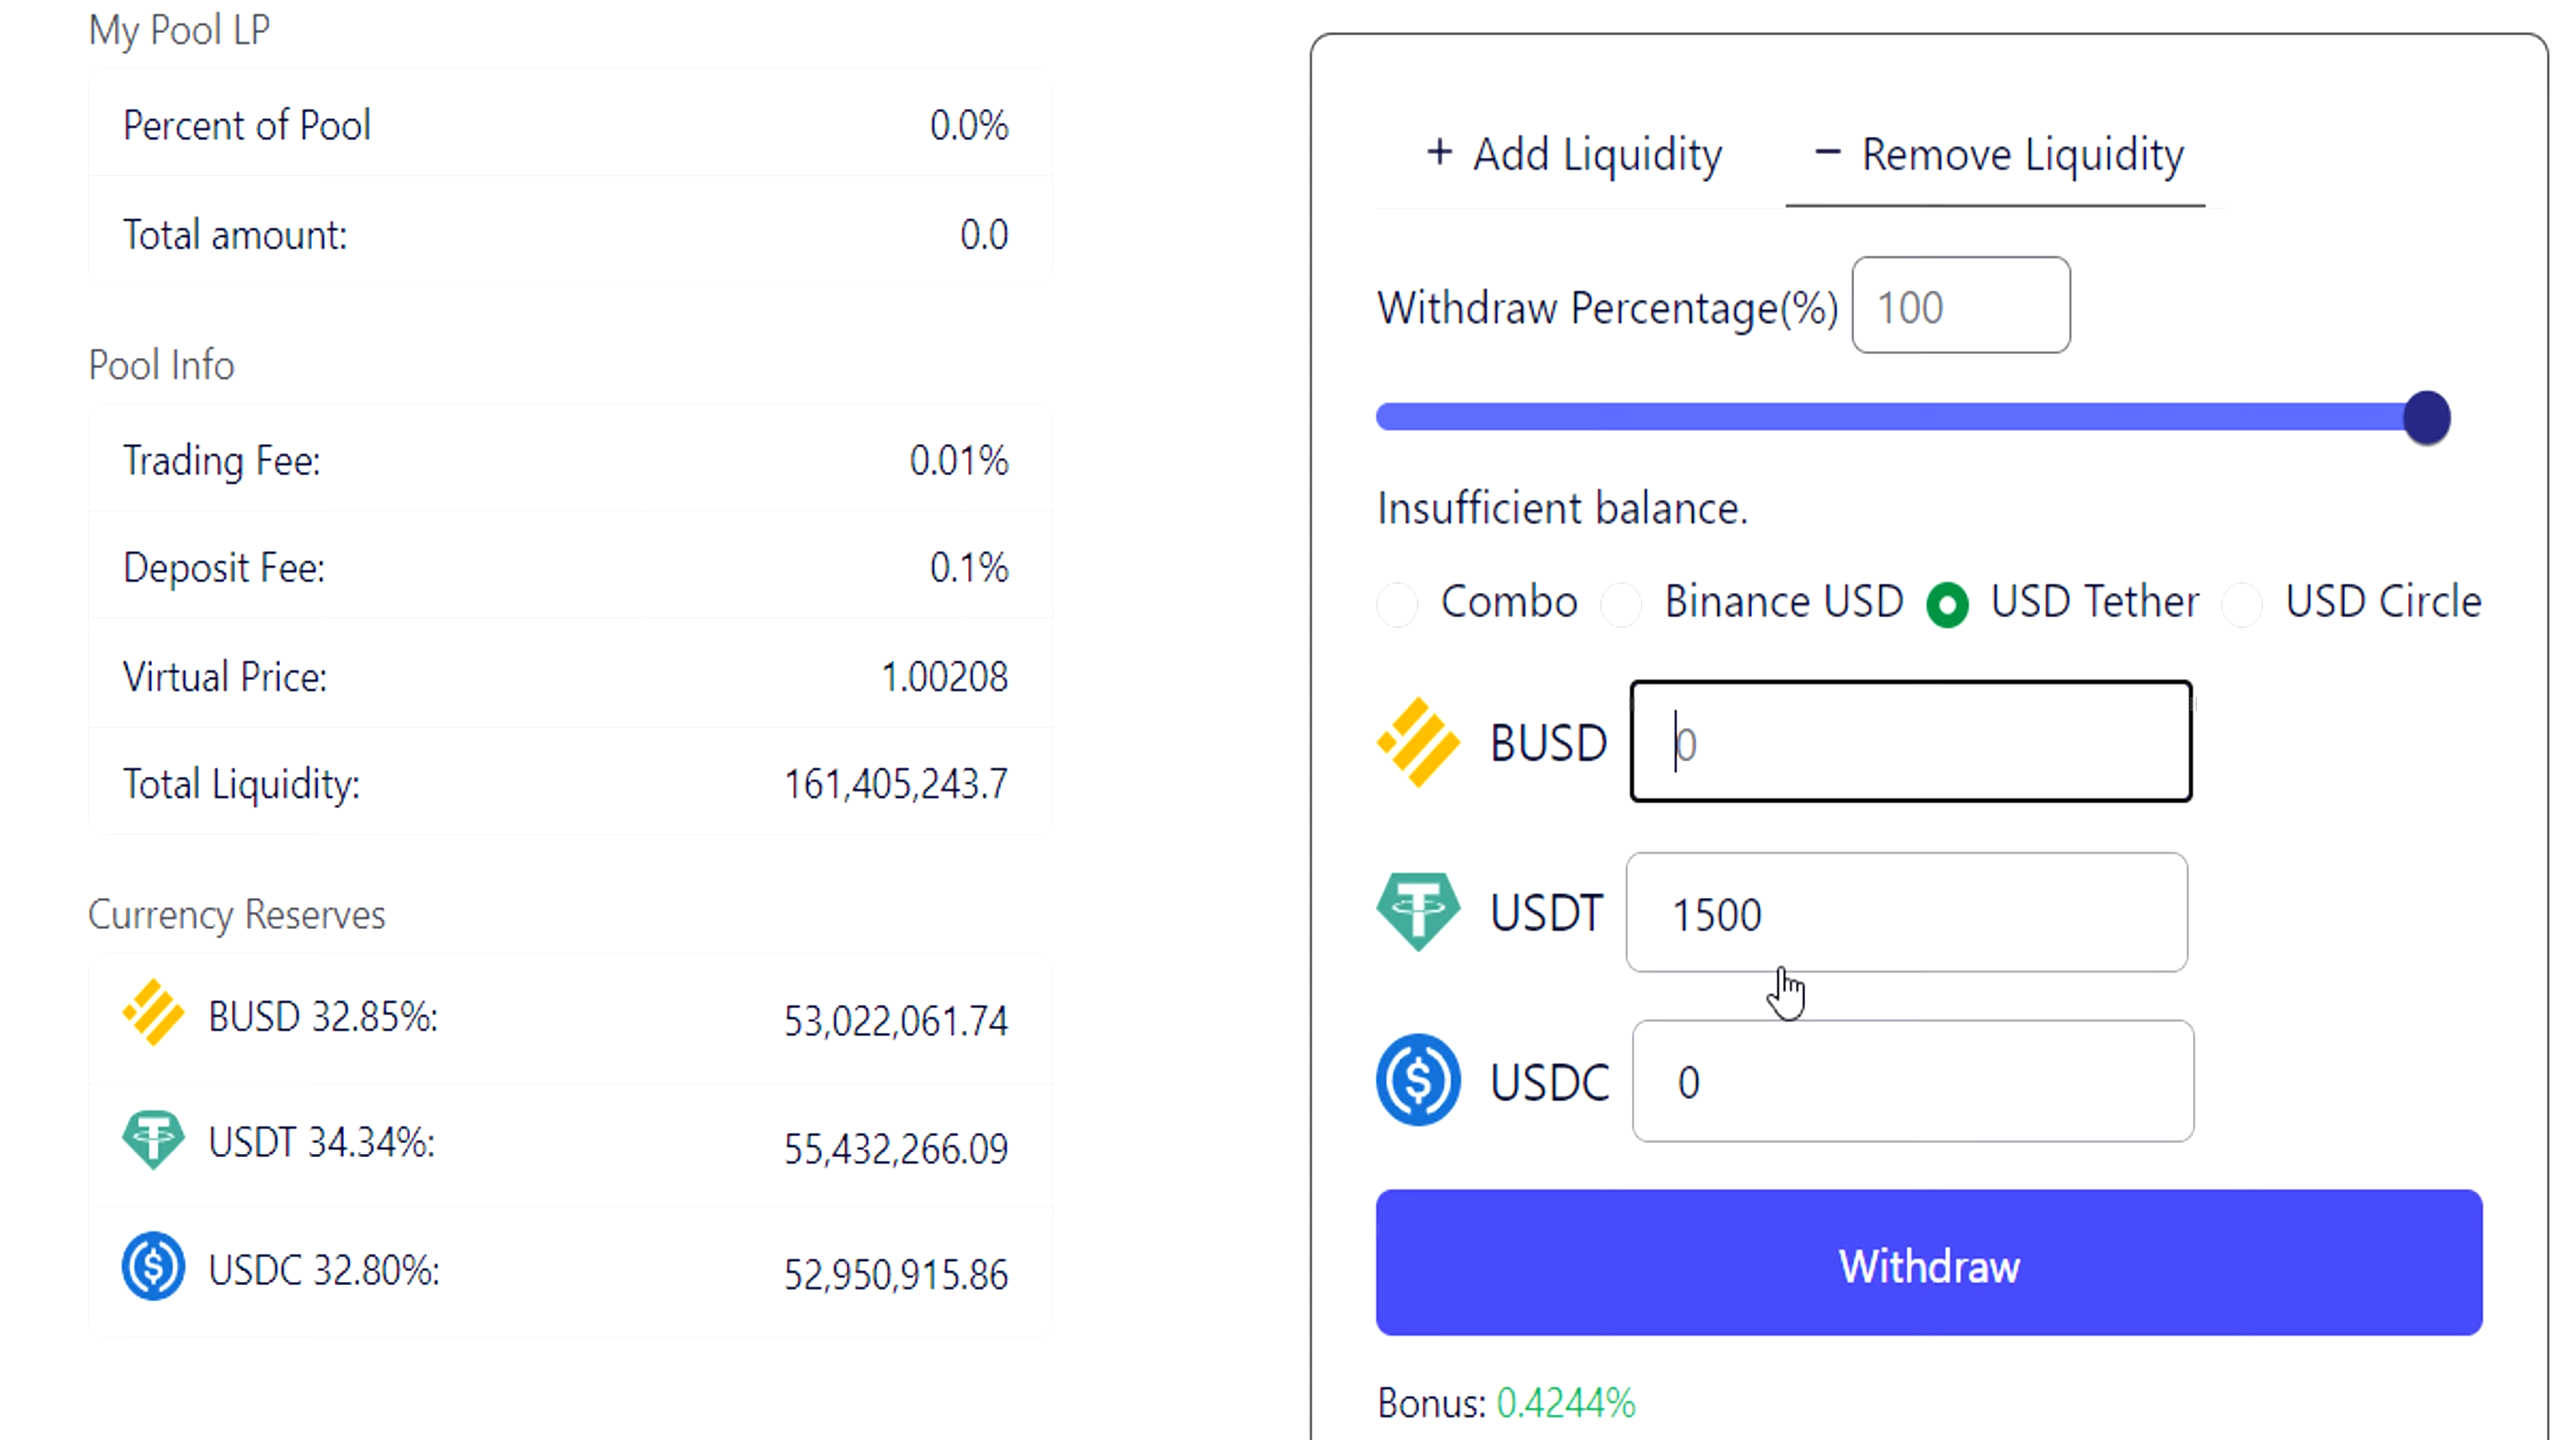 My Pool LP
Percent of Pool 0.0%
Total amount: 0.0
Pool Info
Trading Fee: 0.01%
Deposit Fee: 0.1%
Virtual Price: 1.00208
Total Liquidity: 161,405,243.7
Currency Reserves
BUSD 32.85%: 53,022,061.74
USDT 34.34%: 55,432,266.09
USDC 32.80%: 52,950,915.86
+ Add Liquidity − Remove Liquidity
Withdraw Percentage(%) 100
Insufficient balance.
Combo Binance USD USD Tether USD Circle
BUSD 0
USDT 1500
USDC 0
Withdraw
Bonus: 0.4244%